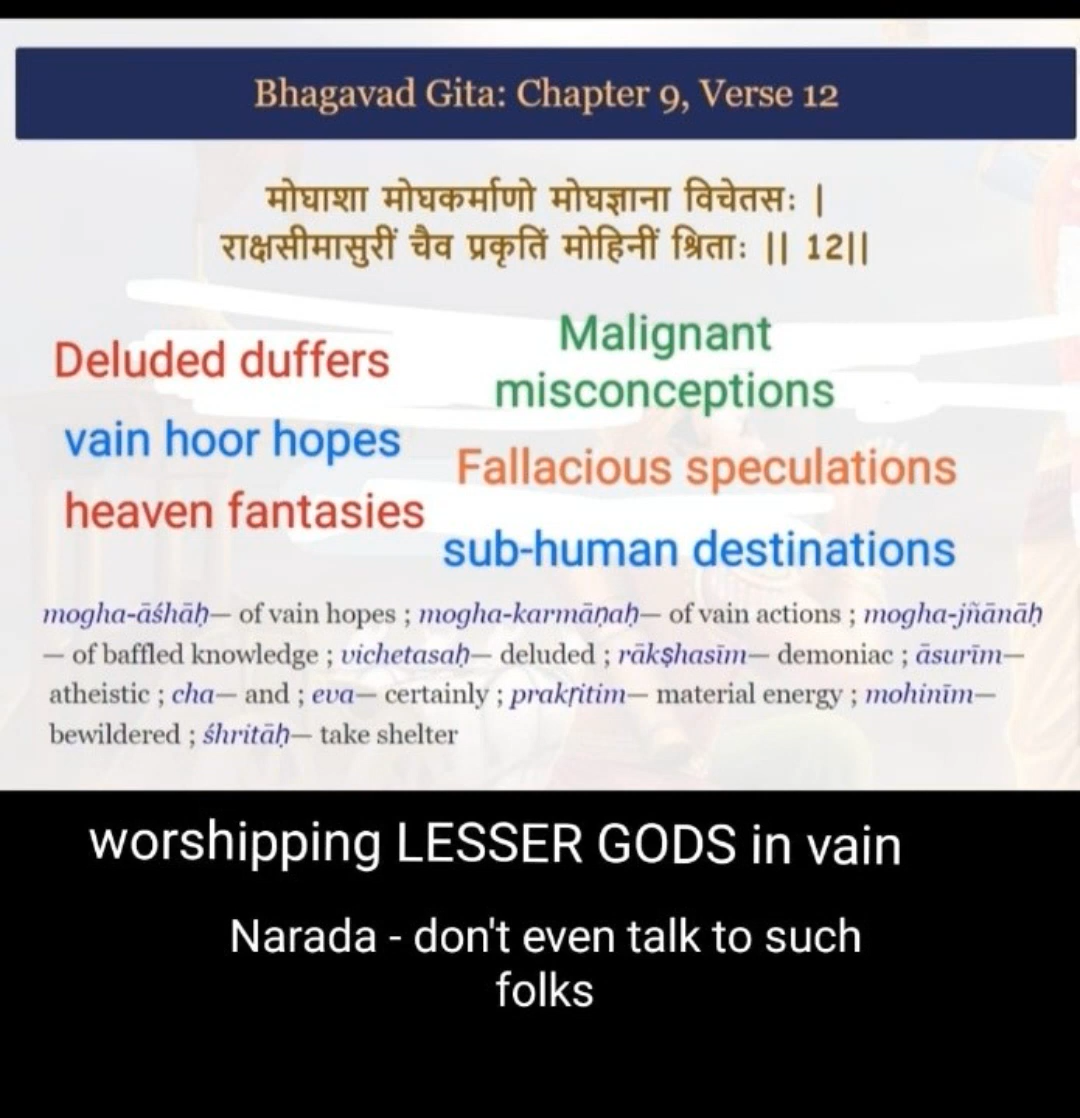 Bhagavad Gita: Chapter 9, Verse 12
मोघाशा मोघकर्माणो मोघज्ञाना विचेतसः |
राक्षसीमासुरीं चैव प्रकृतिं मोहिनीं श्रिताः || 12||
Deluded duffers
vain hoor hopes
heaven fantasies
Malignant
misconceptions
Fallacious speculations
sub-human destinations
mogha-āśhāḥ— of vain hopes ; mogha-karmāṇaḥ— of vain actions ; mogha-jñānāḥ
— of baffled knowledge ; vichetasaḥ— deluded ; rākṣhasīm— demoniac ; āsurīm—
atheistic ; cha— and ; eva— certainly ; prakṛitim— material energy ; mohinīm—
bewildered ; śhritāḥ— take shelter
worshipping LESSER GODS in vain
Narada - don't even talk to such
folks